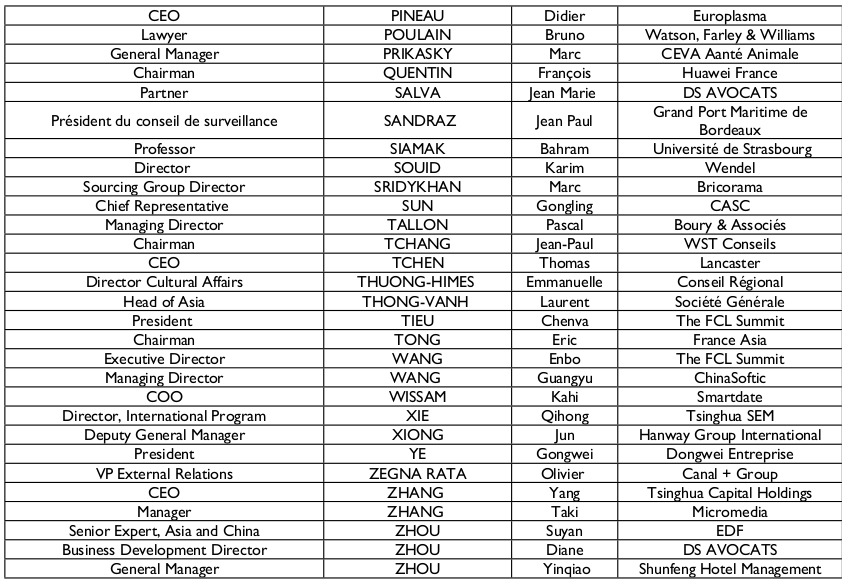 CEO PINEAU Didier Europlasma
Lawyer POULAIN Bruno Watson, Farley & Williams
General Manager PRIKASKY Marc CEVA Aanté Animale
Chairman QUENTIN François Huawei France
Partner SALVA Jean Marie DS AVOCATS
Président du conseil de surveillance SANDRAZ Jean Paul Grand Port Maritime de
Bordeaux
Professor SIAMAK Bahram Université de Strasbourg
Director SOUID Karim Wendel
Sourcing Group Director SRIDYKHAN Marc Bricorama
Chief Representative SUN Gongling CASC
Managing Director TALLON Pascal Boury & Associés
Chairman TCHANG Jean-Paul WST Conseils
CEO TCHEN Thomas Lancaster
Director Cultural Affairs THUONG-HIMES Emmanuelle Conseil Régional
Head of Asia THONG-VANH Laurent Société Générale
President TIEU Chenva The FCL Summit
Chairman TONG Eric France Asia
Executive Director WANG Enbo The FCL Summit
Managing Director WANG Guangyu ChinaSoftic
COO WISSAM Kahi Smartdate
Director, International Program XIE Qihong Tsinghua SEM
Deputy General Manager XIONG Jun Hanway Group International
President YE Gongwei Dongwei Entreprise
VP External Relations ZEGNA RATA Olivier Canal + Group
CEO ZHANG Yang Tsinghua Capital Holdings
Manager ZHANG Taki Micromedia
Senior Expert, Asia and China ZHOU Suyan EDF
Business Development Director ZHOU Diane DS AVOCATS
General Manager ZHOU Yinqiao Shunfeng Hotel Management